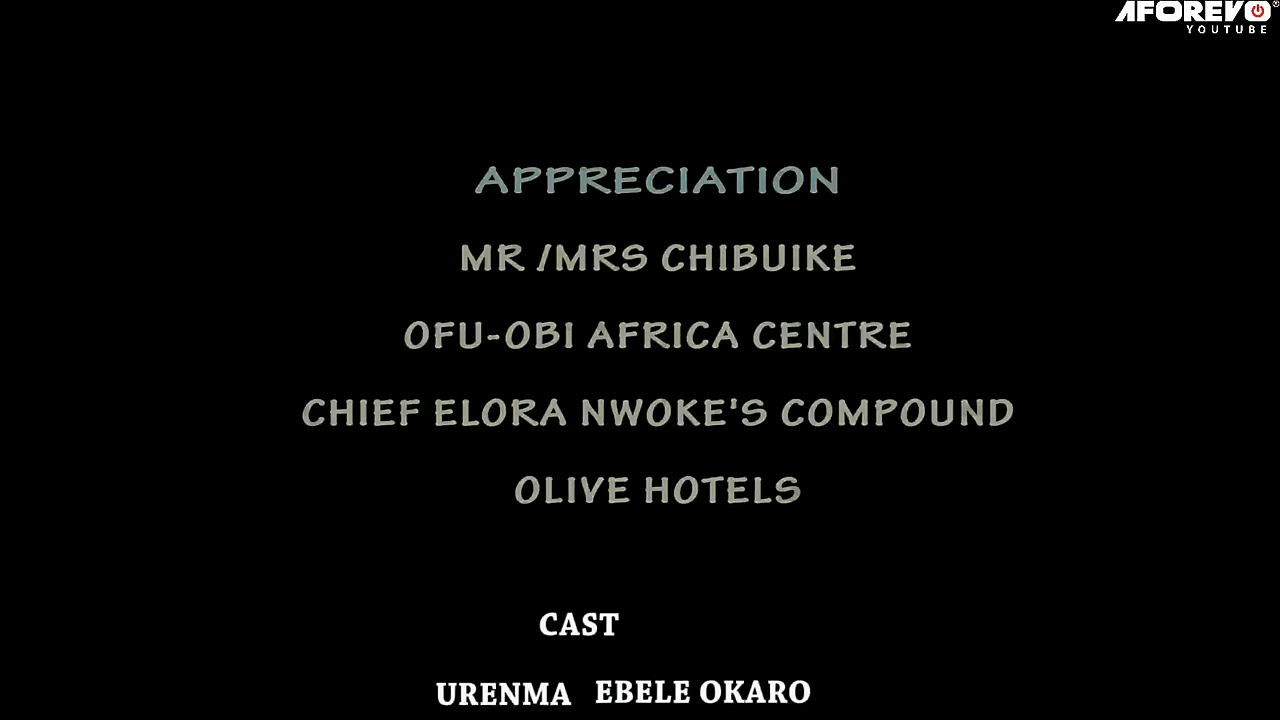 AFOREVO
YOUTUBE
APPRECIATION
MR /MRS CHIBUIKE
OFU-OBI AFRICA CENTRE
CHIEF ELORA NWOKE'S COMPOUND
OLIVE HOTELS
CAST
URENMA EBELE OKARO